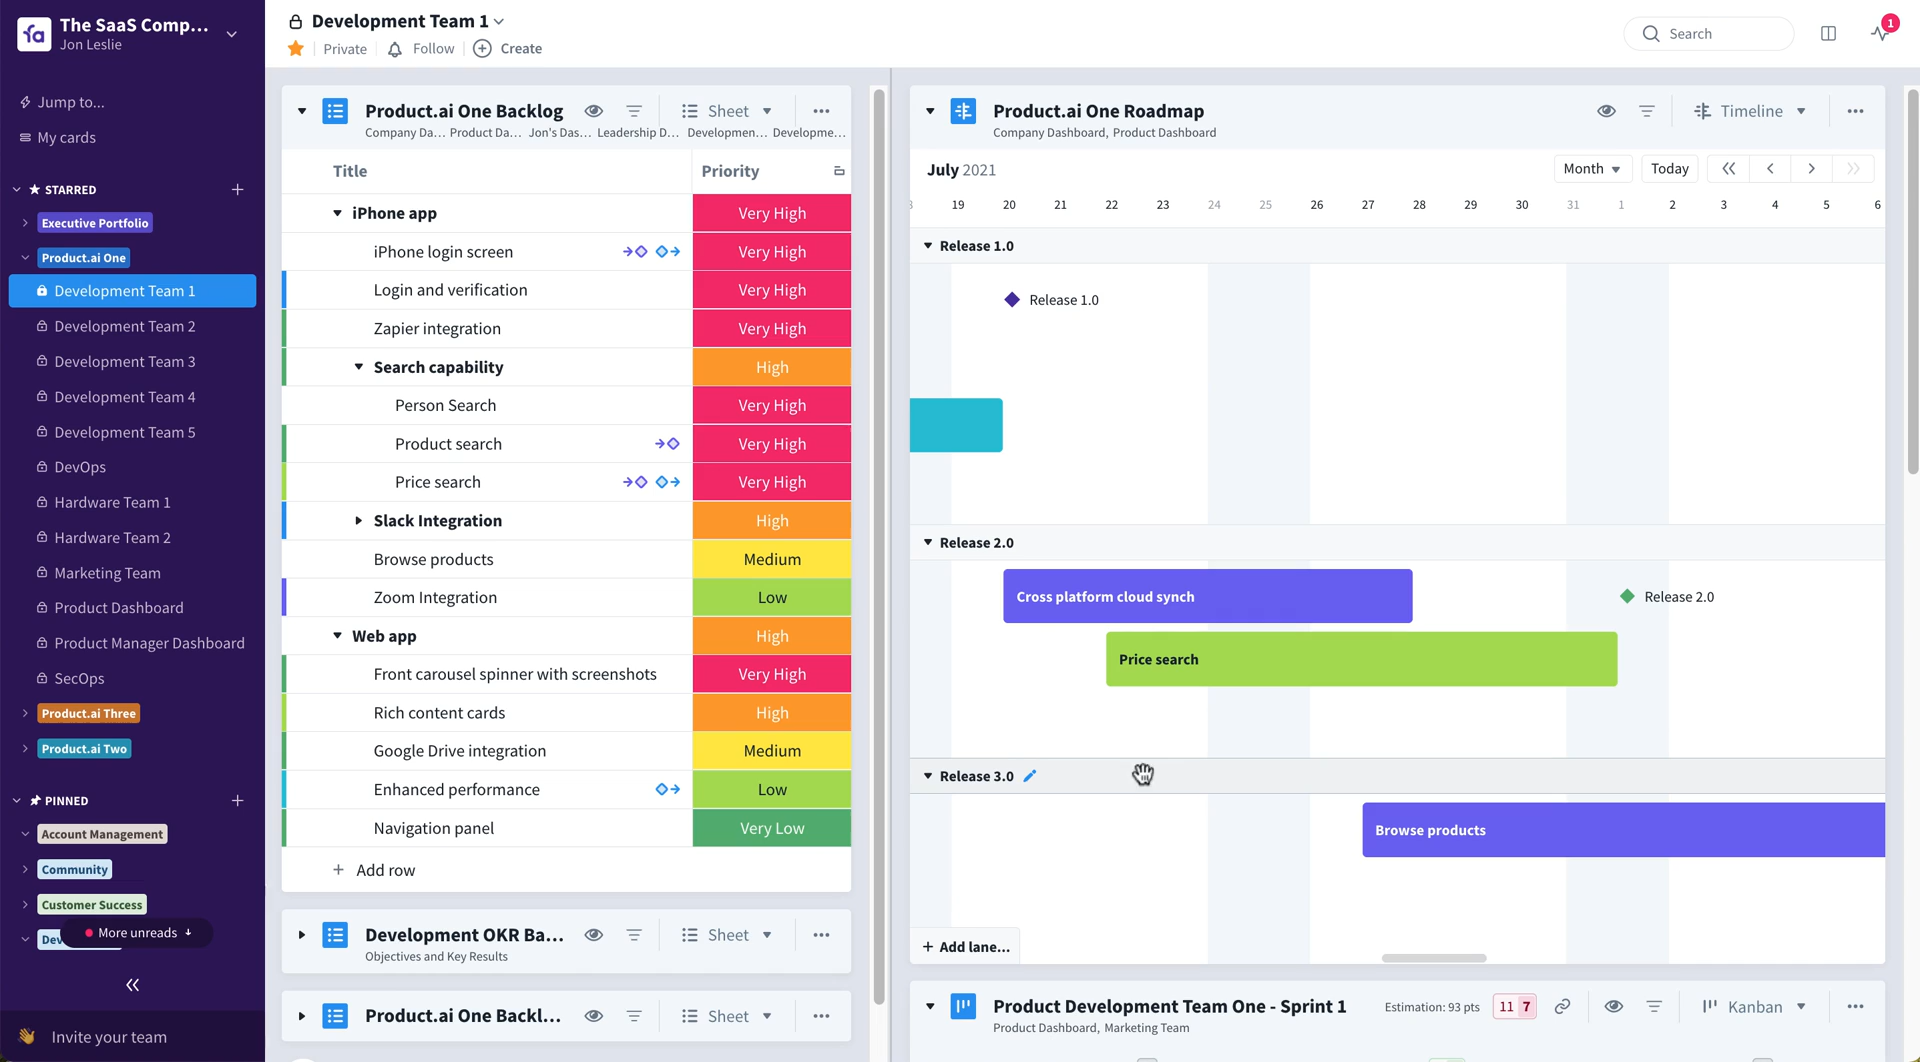 The SaaS Comp...
Jon Leslie
Jump to...
My cards
STARRED
Executive Portfolio
Product.ai One
Development Team 1
Development Team 2
Development Team 3
Development Team 4
Development Team 5
DevOps
Hardware Team 1
Hardware Team 2
Marketing Team
Product Dashboard
Product Manager Dashboard
SecOps
Product.ai Three
Product.ai Two
PINNED
Account Management
Community
Customer Success
Dev
More unreads
Invite your team
Development Team 1
Private Follow Create
Search
1
Product.ai One Backlog
Sheet
Company Da... Product Da... Jon's Das... Leadership D... Developmen... Developme...
Title Priority
iPhone app Very High
iPhone login screen Very High
Login and verification Very High
Zapier integration Very High
Search capability High
Person Search Very High
Product search Very High
Price search Very High
Slack Integration High
Browse products Medium
Zoom Integration Low
Web app High
Front carousel spinner with screenshots Very High
Rich content cards High
Google Drive integration Medium
Enhanced performance Low
Navigation panel Very Low
+ Add row
Development OKR Ba...
Sheet
Objectives and Key Results
Product.ai One Backl...
Sheet
Product.ai One Roadmap
Timeline
Company Dashboard, Product Dashboard
July 2021
Month Today
19 20 21 22 23 24 25 26 27 28 29 30 31 1 2 3 4 5 6
Release 1.0
Release 1.0
Release 2.0
Cross platform cloud synch
Release 2.0
Price search
Release 3.0
Browse products
+ Add lane...
Product Development Team One - Sprint 1
Estimation: 93 pts
11 7
Kanban
Product Dashboard, Marketing Team